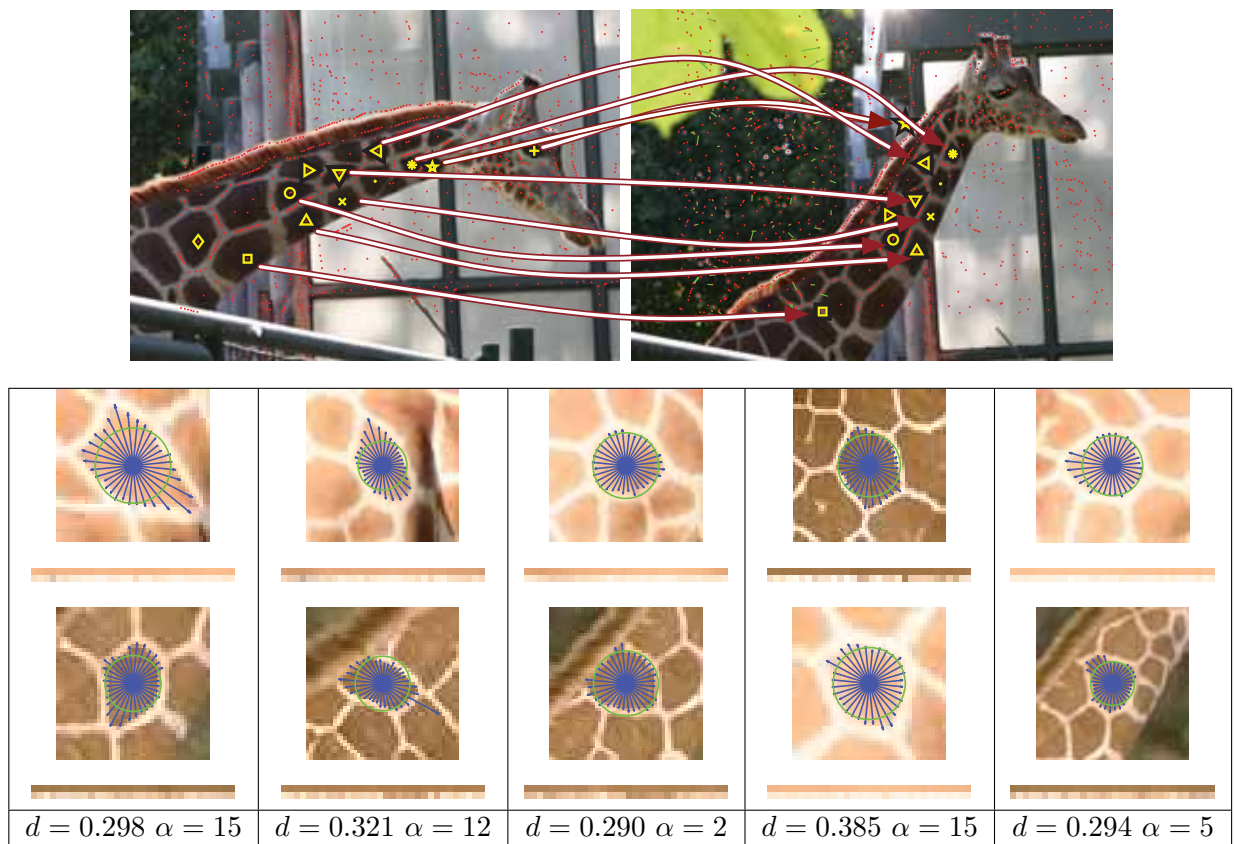 d = 0.298 α = 15 d = 0.321 α = 12 d = 0.290 α = 2 d = 0.385 α = 15 d = 0.294 α = 5